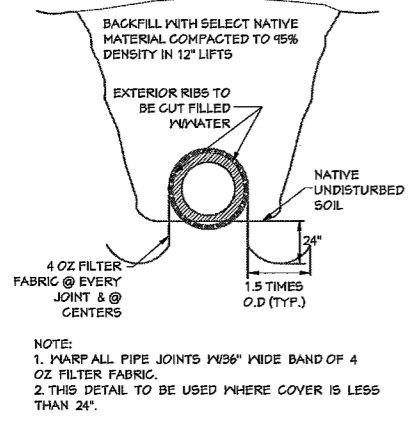 BACKFILL WITH SELECT NATIVE
MATERIAL COMPACTED TO 95%
DENSITY IN 12" LIFTS
EXTERIOR RIBS TO
BE CUT FILLED
W/WATER
NATIVE
UNDISTURBED
SOIL
24"
4 OZ FILTER
FABRIC @ EVERY
JOINT & @
CENTERS
1.5 TIMES
O.D (TYP.)
NOTE:
1. WARP ALL PIPE JOINTS W/36" WIDE BAND OF 4
OZ FILTER FABRIC.
2. THIS DETAIL TO BE USED WHERE COVER IS LESS
THAN 24".